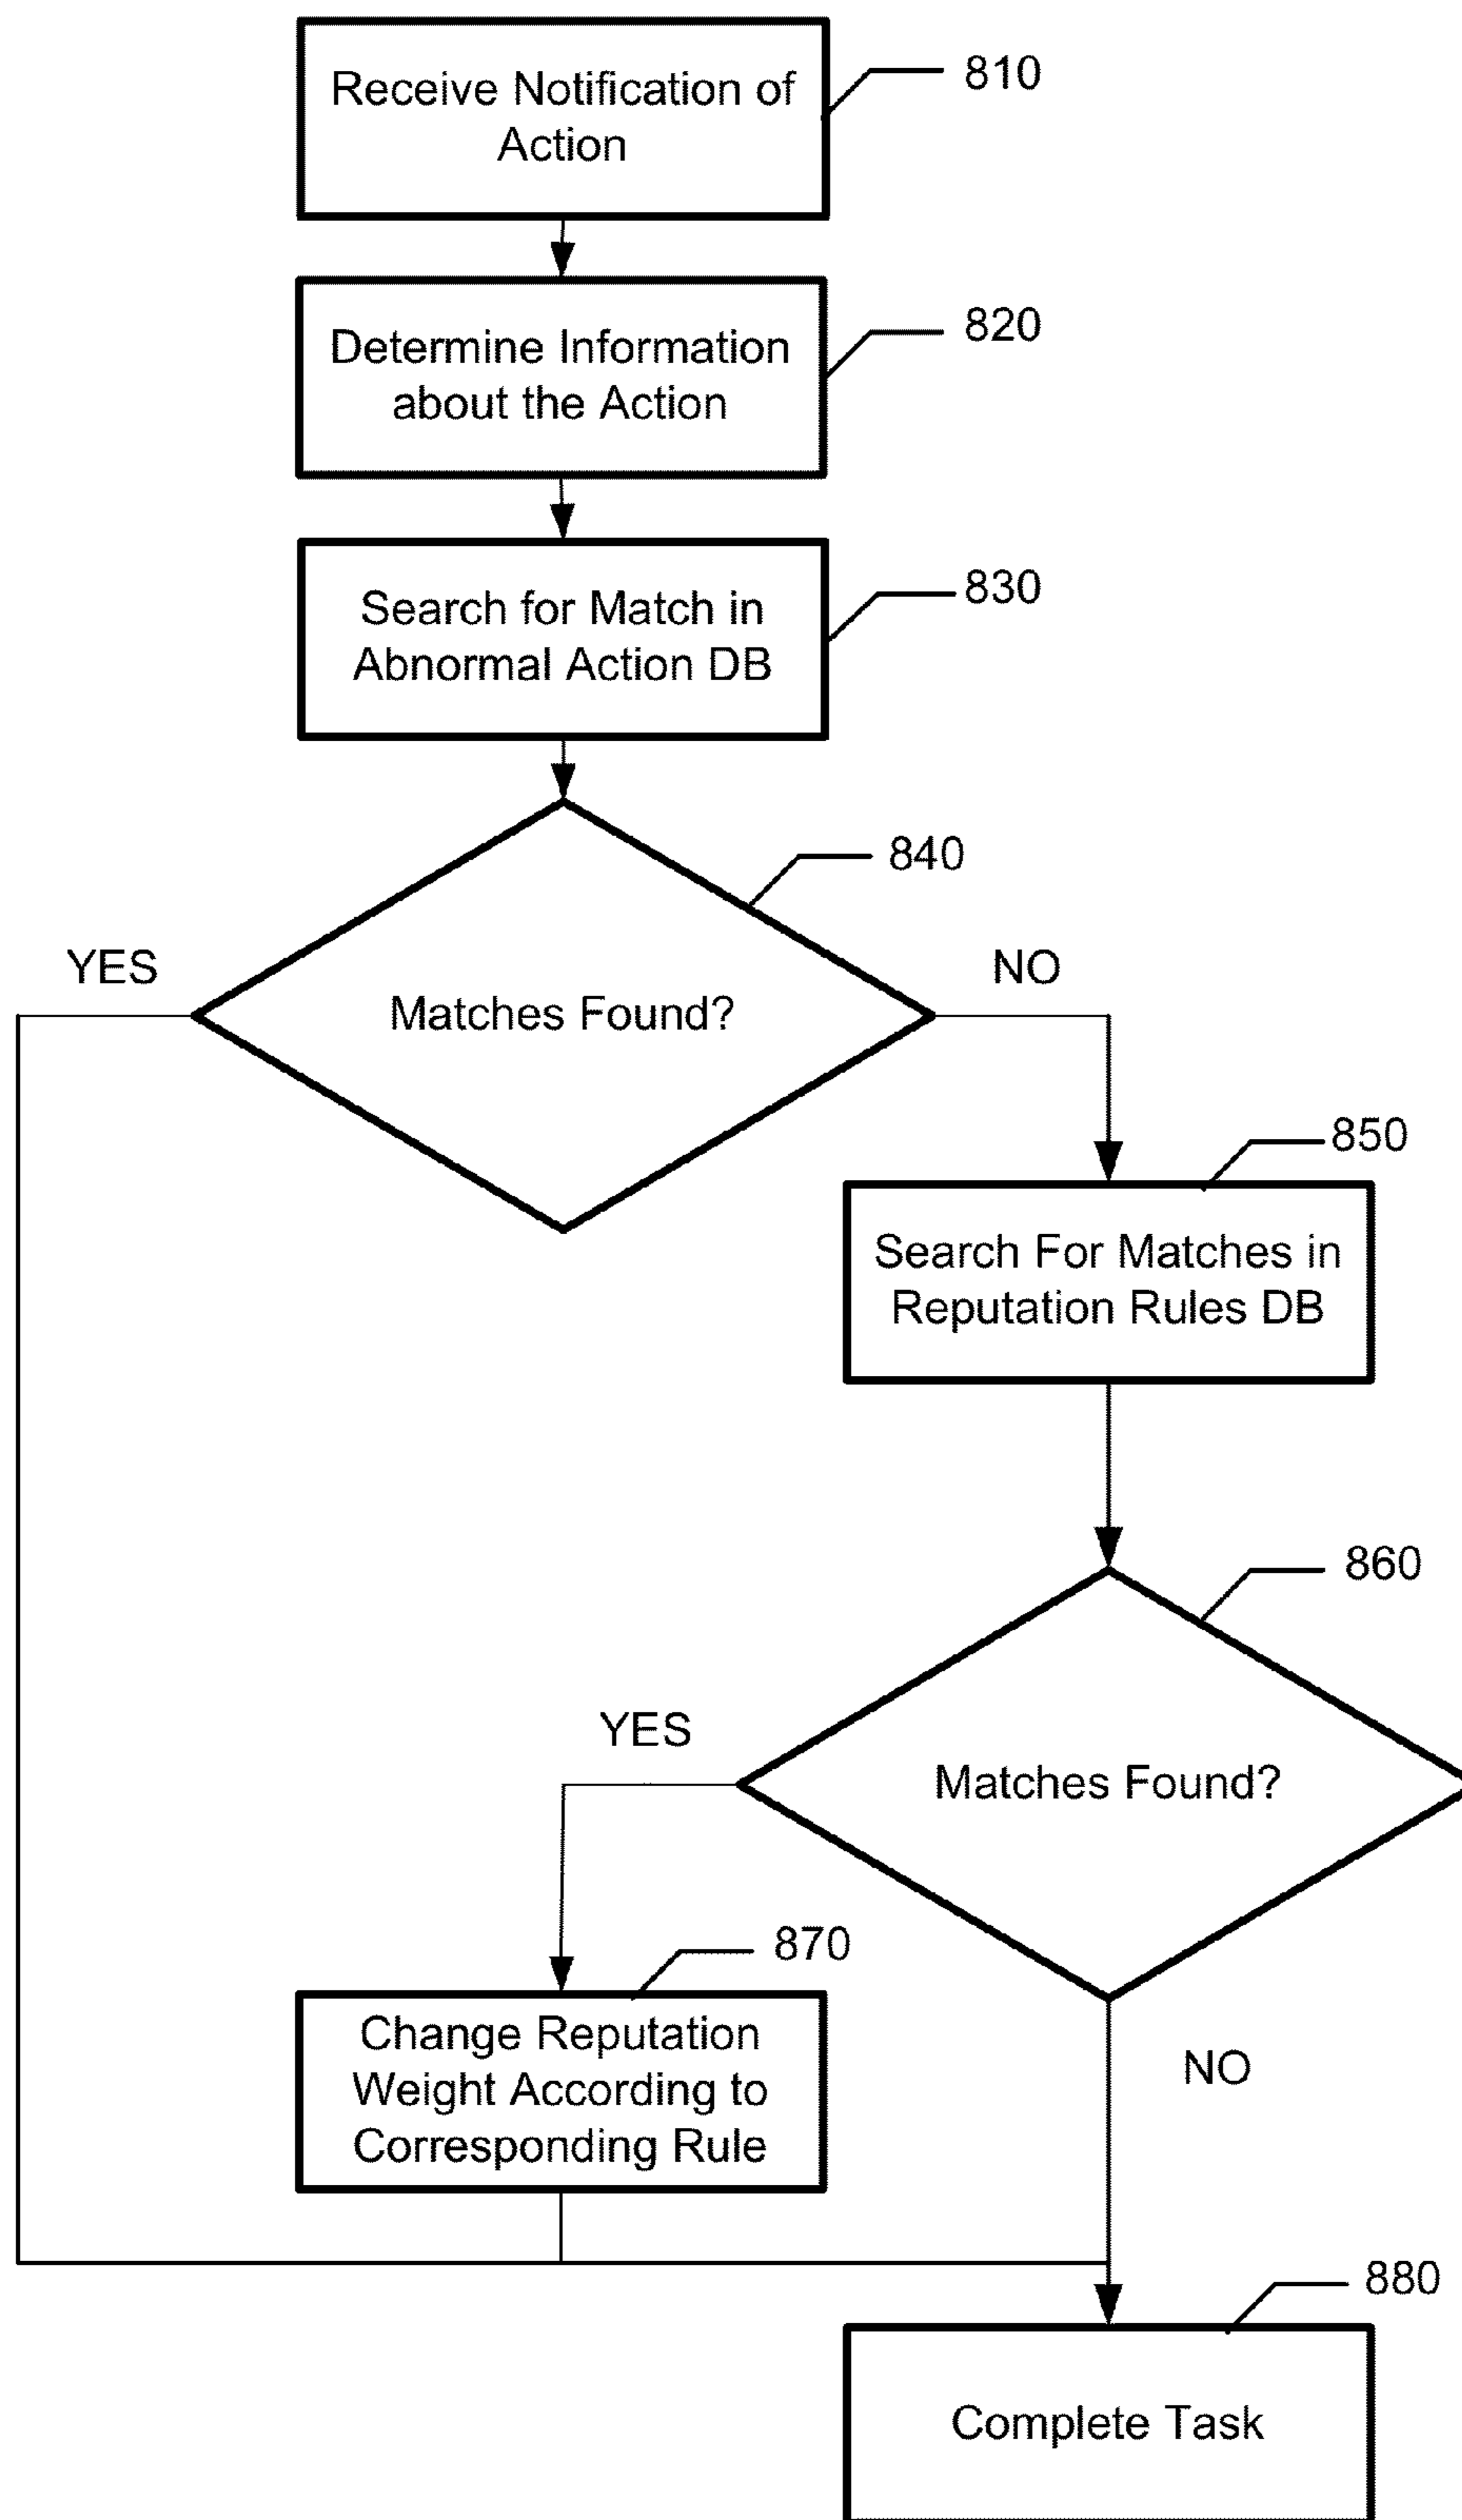 Receive Notification of
Action
810
Determine Information
about the Action
820
Search for Match in
Abnormal Action DB
830
840
YES
NO
Matches Found?
850
Search For Matches in
Reputation Rules DB
860
YES
Matches Found?
870
Change Reputation
Weight According to
Corresponding Rule
NO
880
Complete Task